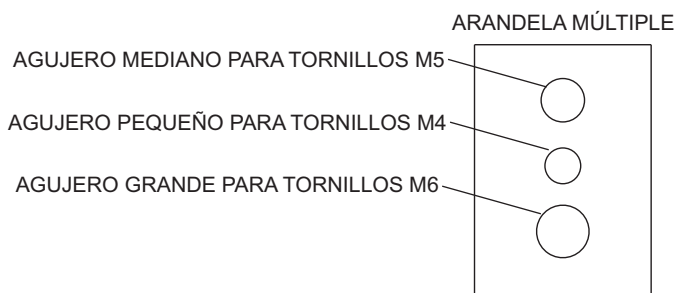 ARANDELA MÚLTIPLE
AGUJERO MEDIANO PARA TORNILLOS M5
AGUJERO PEQUEÑO PARA TORNILLOS M4
AGUJERO GRANDE PARA TORNILLOS M6